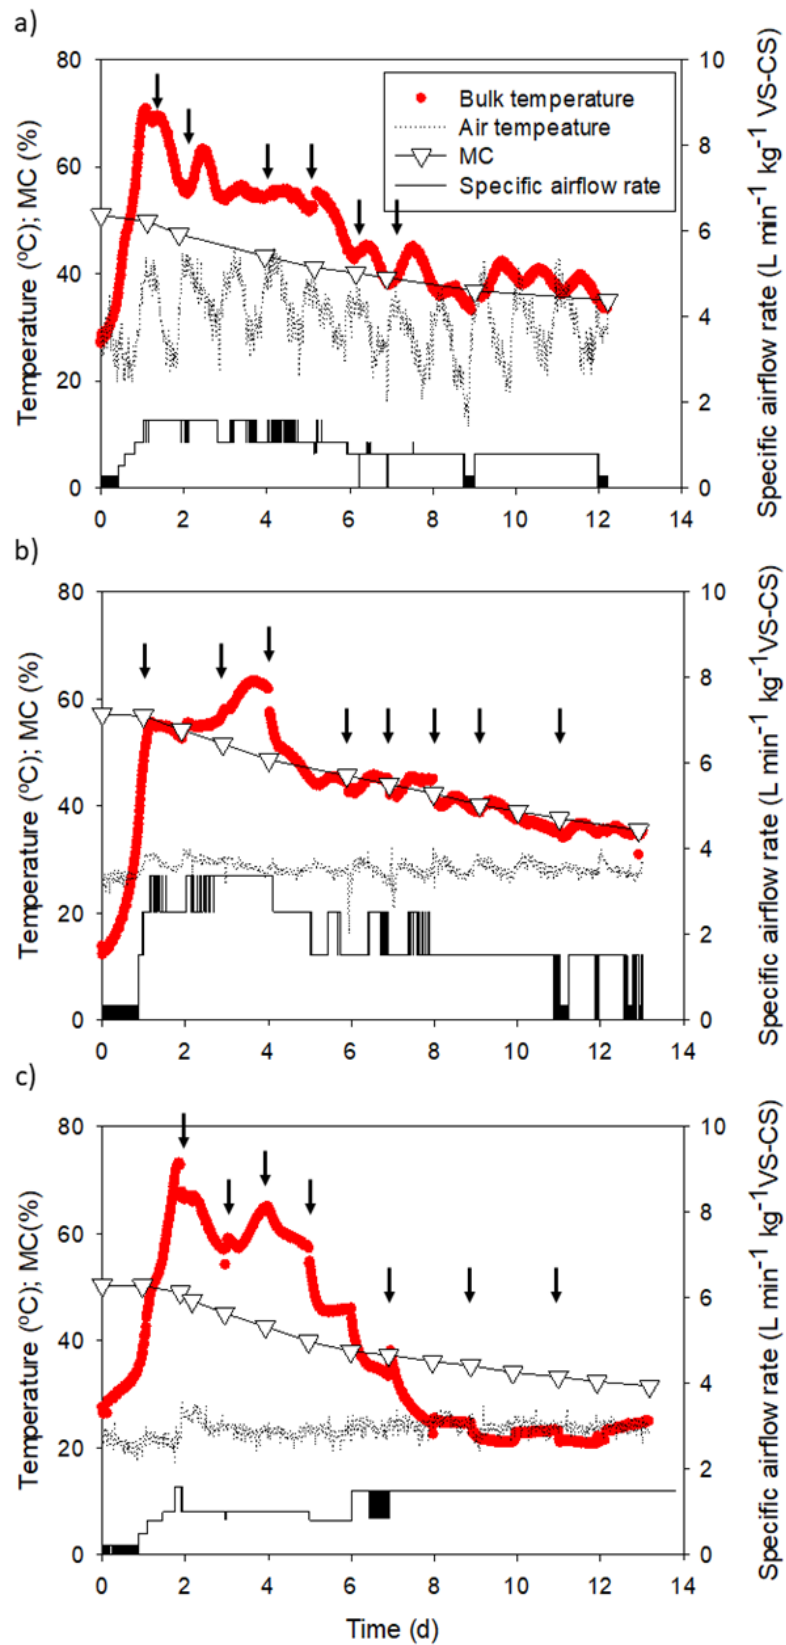 a)
80
60
40
20
0
Temperature (ºC); MC (%)
Bulk temperature
Air tempeature
MC
Specific airflow rate
10
8
6
4
2
0
Specific airflow rate (L min⁻¹ kg⁻¹ VS-CS)
0 2 4 6 8 10 12 14
b)
80
60
40
20
0
Temperature (ºC); MC (%)
10
8
6
4
2
0
Specific airflow rate (L min⁻¹ kg⁻¹VS-CS)
0 2 4 6 8 10 12 14
c)
80
60
40
20
0
Temperature (ºC); MC(%)
10
8
6
4
2
0
Specific airflow rate (L min⁻¹ kg⁻¹VS-CS)
0 2 4 6 8 10 12 14
Time (d)